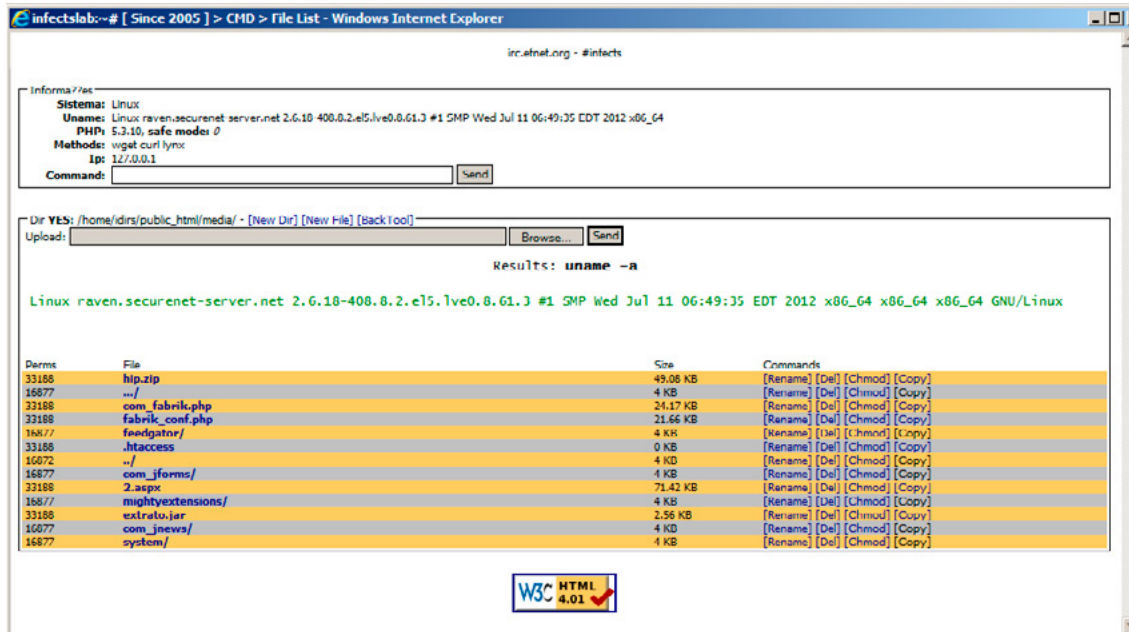 infectslab:~# [ Since 2005 ] > CMD > File List - Windows Internet Explorer
irc.efnet.org - #infects
Informa??es
Sistema: Linux
Uname: Linux raven.securenet-server.net 2.6.18-408.8.2.el5.lve0.8.61.3 #1 SMP Wed Jul 11 06:49:35 EDT 2012 x86_64
PHP: 5.3.10, safe mode: 0
Methods: wget curl lynx
Ip: 127.0.0.1
Command: Send
Dir YES: /home/idirs/public_html/media/ - [New Dir] [New File] [Back Tool]
Upload: Browse... Send
Results: uname -a
Linux raven.securenet-server.net 2.6.18-408.8.2.el5.lve0.8.61.3 #1 SMP Wed Jul 11 06:49:35 EDT 2012 x86_64 x86_64 x86_64 GNU/Linux
Perms File Size Commands
33188 hip.zip 49.08 KB [Rename] [Del] [Chmod] [Copy]
16877 .../ 4 KB [Rename] [Del] [Chmod] [Copy]
33188 com_fabrik.php 24.17 KB [Rename] [Del] [Chmod] [Copy]
33188 fabrik_conf.php 21.66 KB [Rename] [Del] [Chmod] [Copy]
16877 feedgator/ 4 KB [Rename] [Del] [Chmod] [Copy]
33188 .htaccess 0 KB [Rename] [Del] [Chmod] [Copy]
16872 ../ 4 KB [Rename] [Del] [Chmod] [Copy]
16877 com_jforms/ 4 KB [Rename] [Del] [Chmod] [Copy]
33188 2.aspx 71.42 KB [Rename] [Del] [Chmod] [Copy]
16877 mightyextensions/ 4 KB [Rename] [Del] [Chmod] [Copy]
33188 extrato.jar 2.56 KB [Rename] [Del] [Chmod] [Copy]
16877 com_jnews/ 4 KB [Rename] [Del] [Chmod] [Copy]
16877 system/ 4 KB [Rename] [Del] [Chmod] [Copy]
W3C HTML 4.01